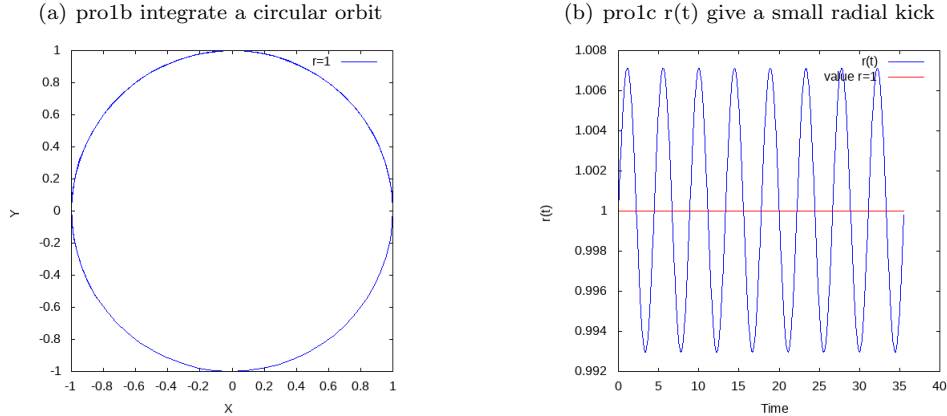 (a) pro1b integrate a circular orbit
1
0.8
0.6
0.4
0.2
0
-0.2
-0.4
-0.6
-0.8
-1
-1 -0.8 -0.6 -0.4 -0.2 0 0.2 0.4 0.6 0.8 1
X
Y
r=1
(b) pro1c r(t) give a small radial kick
1.008
1.006
1.004
1.002
1
0.998
0.996
0.994
0.992
0 5 10 15 20 25 30 35 40
Time
r(t)
r(t)
value r=1